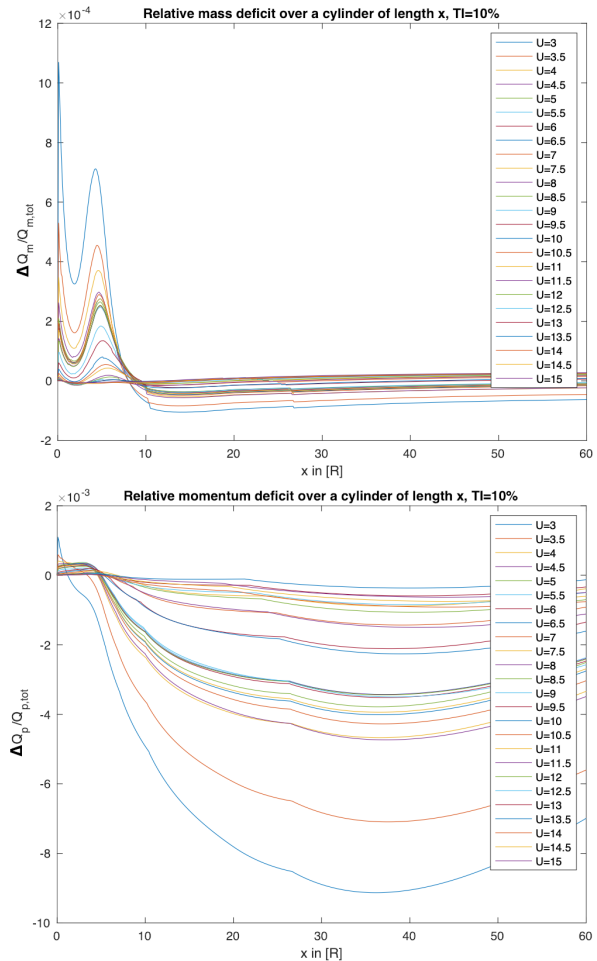 Relative mass deficit over a cylinder of length x, TI=10%
×10-4
12
10
8
6
4
2
0
-2
ΔQm/Qm,tot
0 10 20 30 40 50 60
x in [R]
U=3
U=3.5
U=4
U=4.5
U=5
U=5.5
U=6
U=6.5
U=7
U=7.5
U=8
U=8.5
U=9
U=9.5
U=10
U=10.5
U=11
U=11.5
U=12
U=12.5
U=13
U=13.5
U=14
U=14.5
U=15
Relative momentum deficit over a cylinder of length x, TI=10%
×10-3
2
0
-2
-4
-6
-8
-10
ΔQp/Qp,tot
0 10 20 30 40 50 60
x in [R]
U=3
U=3.5
U=4
U=4.5
U=5
U=5.5
U=6
U=6.5
U=7
U=7.5
U=8
U=8.5
U=9
U=9.5
U=10
U=10.5
U=11
U=11.5
U=12
U=12.5
U=13
U=13.5
U=14
U=14.5
U=15